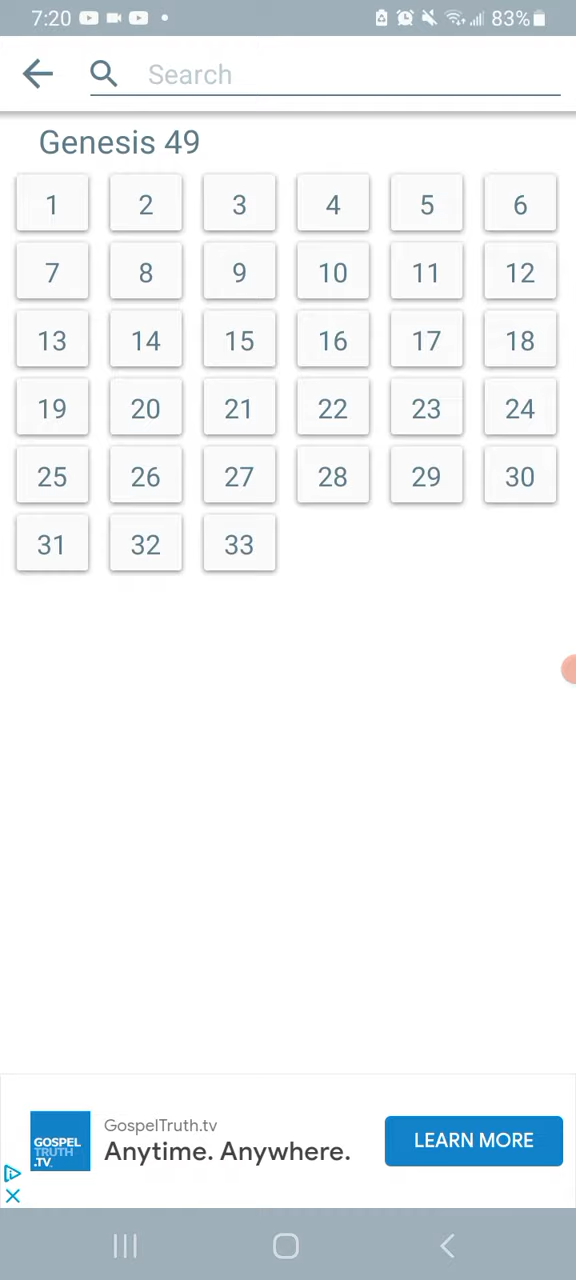 7:20 83%
Search
Genesis 49
1 2 3 4 5 6
7 8 9 10 11 12
13 14 15 16 17 18
19 20 21 22 23 24
25 26 27 28 29 30
31 32 33
GOSPEL
TRUTH
.TV
GospelTruth.tv
Anytime. Anywhere.
LEARN MORE